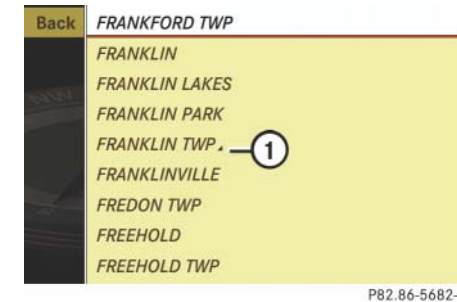 Back
FRANKFORD TWP
FRANKLIN
FRANKLIN LAKES
FRANKLIN PARK
FRANKLIN TWP
1
FRANKLINVILLE
FREDON TWP
FREEHOLD
FREEHOLD TWP
NW
P82.86-5682-